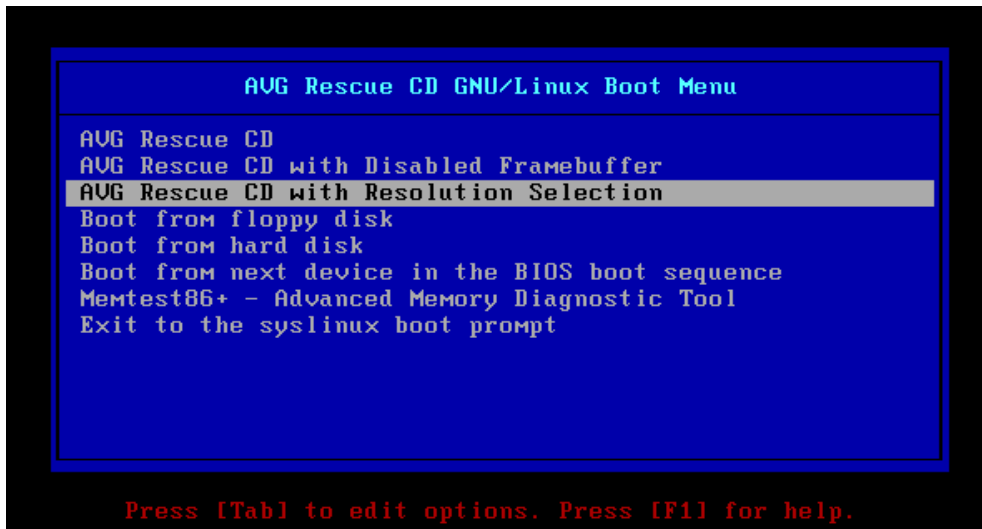 AVG Rescue CD GNU/Linux Boot Menu
AVG Rescue CD
AVG Rescue CD with Disabled Framebuffer
AVG Rescue CD with Resolution Selection
Boot from floppy disk
Boot from hard disk
Boot from next device in the BIOS boot sequence
Memtest86+ - Advanced Memory Diagnostic Tool
Exit to the syslinux boot prompt
Press [Tab] to edit options. Press [F1] for help.